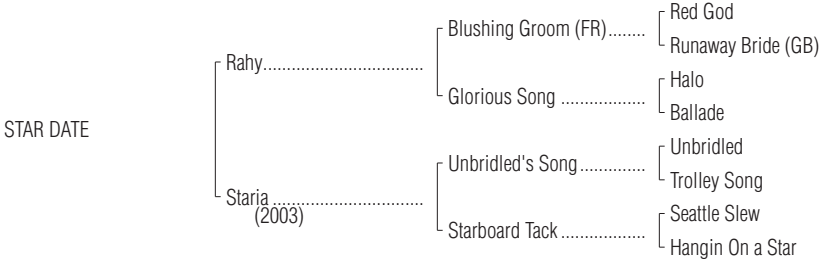 Red God
Blushing Groom (FR)........
Runaway Bride (GB)
Rahy................................
Halo
Glorious Song .................
Ballade
STAR DATE
Unbridled
Unbridled's Song.............
Trolley Song
Staria ..............................
(2003)
Seattle Slew
Starboard Tack .................
Hangin On a Star